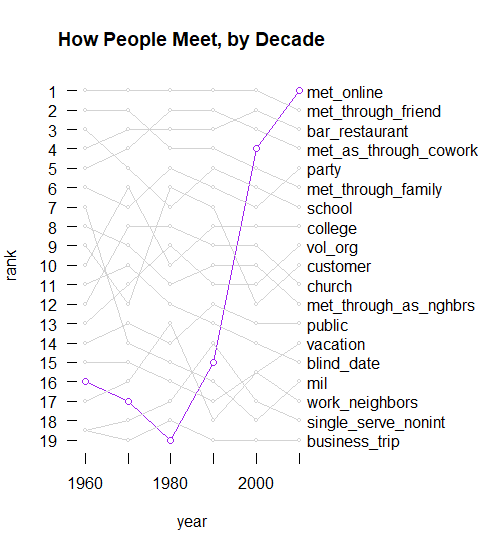 How People Meet, by Decade
1
2
3
4
5
6
7
8
9
10
11
12
13
14
15
16
17
18
19
met_online
met_through_friend
bar_restaurant
met_as_through_cowork
party
met_through_family
school
college
vol_org
customer
church
met_through_as_nghbrs
public
vacation
blind_date
mil
work_neighbors
single_serve_nonint
business_trip
rank
1960
1980
2000
year